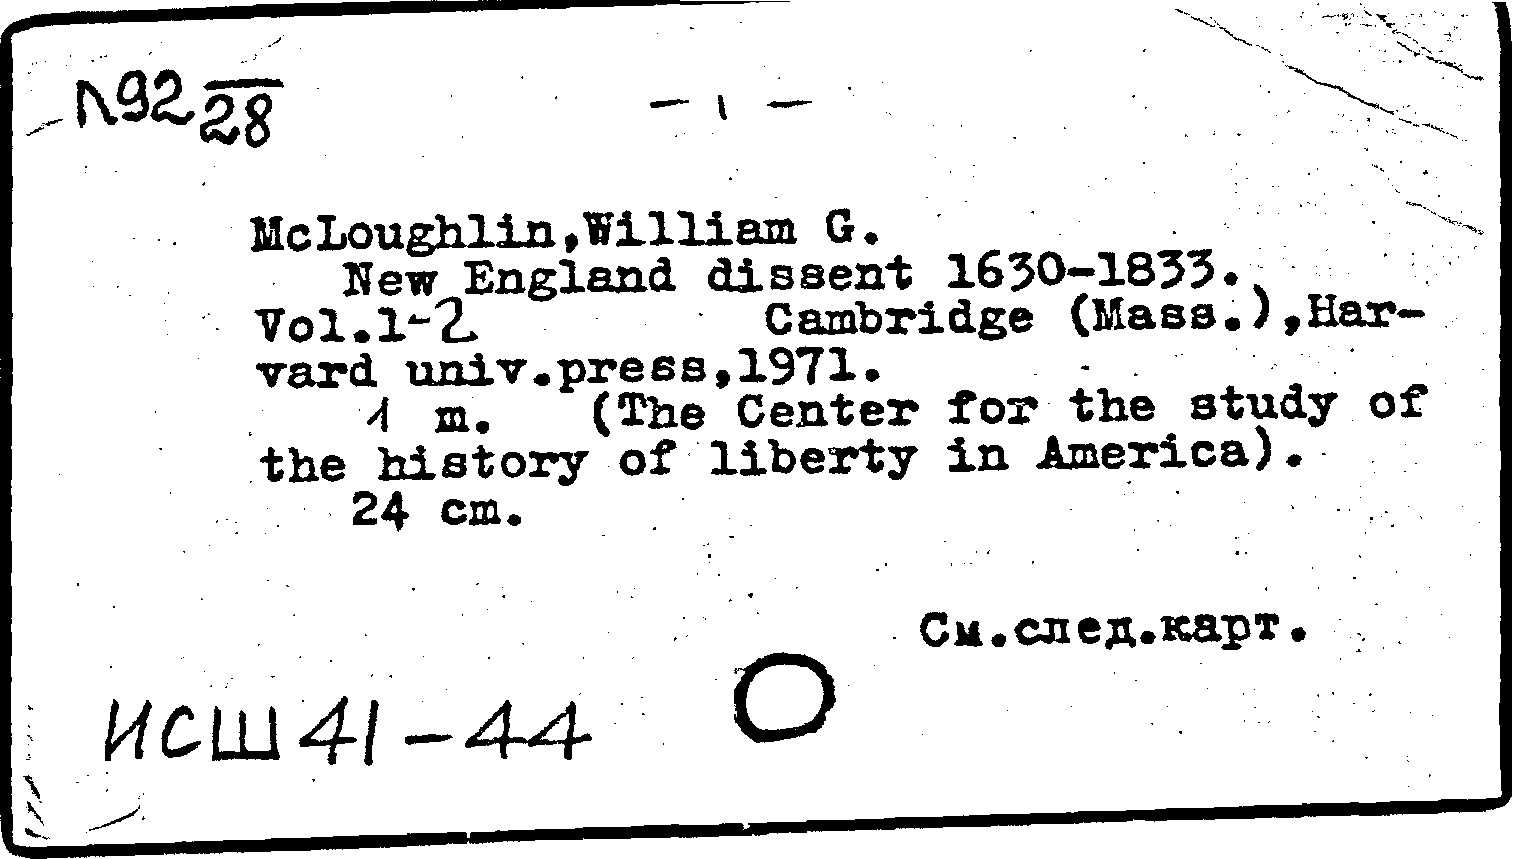 Л92 28
- 1 -
McLoughlin,William G.
New England dissent 1630-1833.
Vol.1-2 Cambridge (Mass.),Har-
vard univ.press,1971.
1 m. (The Center for the study of
the history of liberty in America).
24 cm.
См.след.карт.
ИСШ 41-44